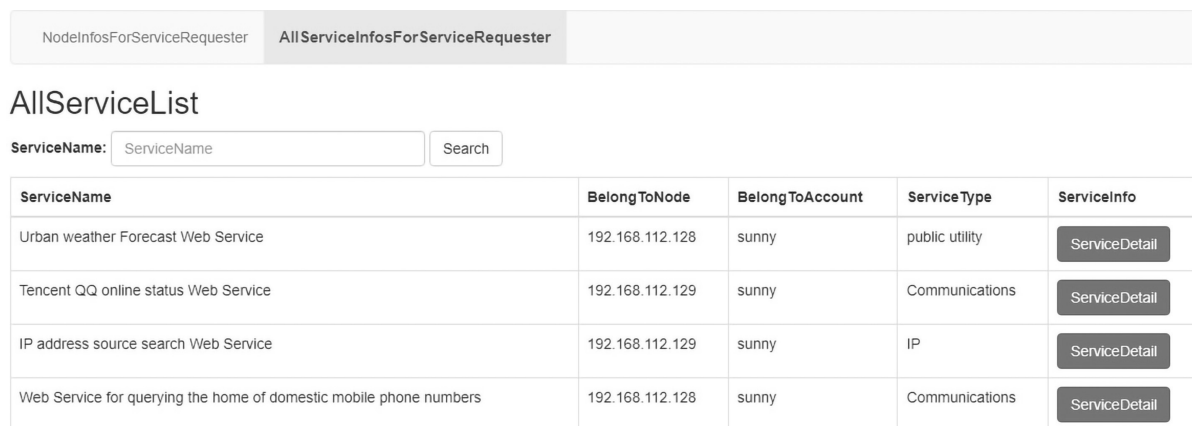 NodeInfosForServiceRequester AllServiceInfosForServiceRequester
AllServiceList
ServiceName: ServiceName Search
ServiceName BelongToNode BelongToAccount ServiceType ServiceInfo
Urban weather Forecast Web Service 192.168.112.128 sunny public utility ServiceDetail
Tencent QQ online status Web Service 192.168.112.129 sunny Communications ServiceDetail
IP address source search Web Service 192.168.112.129 sunny IP ServiceDetail
Web Service for querying the home of domestic mobile phone numbers 192.168.112.128 sunny Communications ServiceDetail